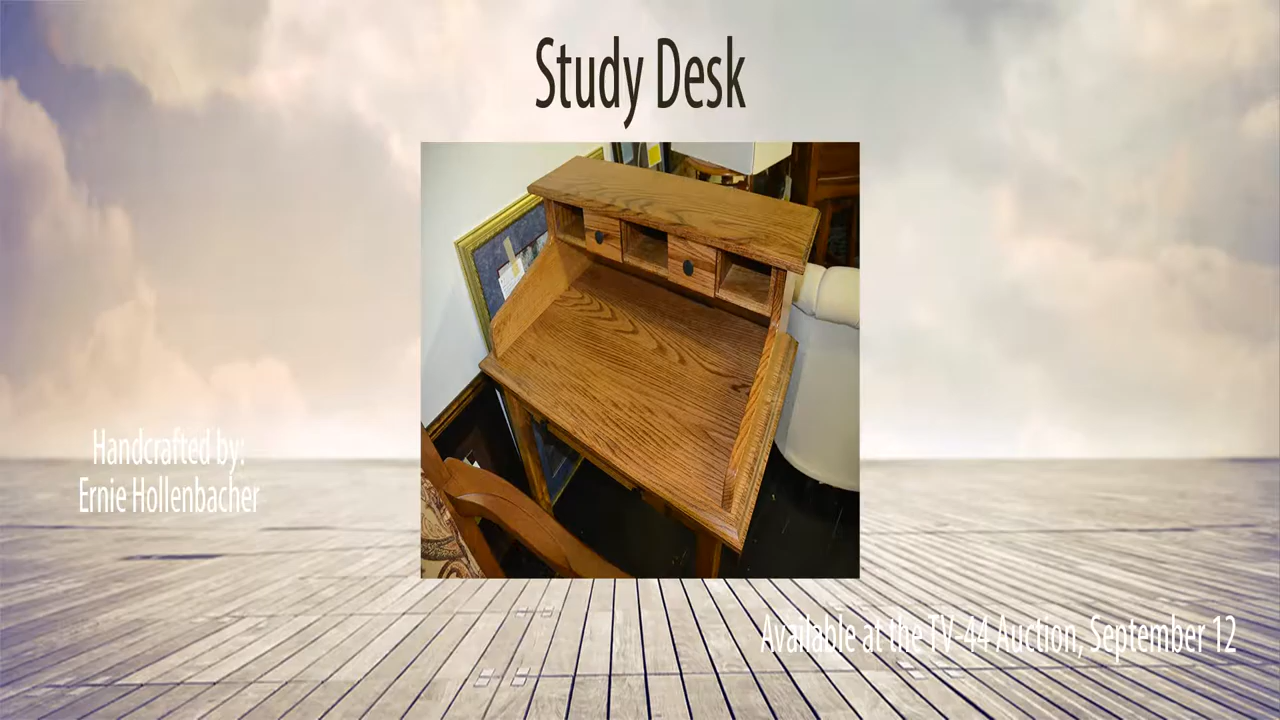 Study Desk
Handcrafted by:
Ernie Hollenbacher
Available at the TV-44 Auction, September 12